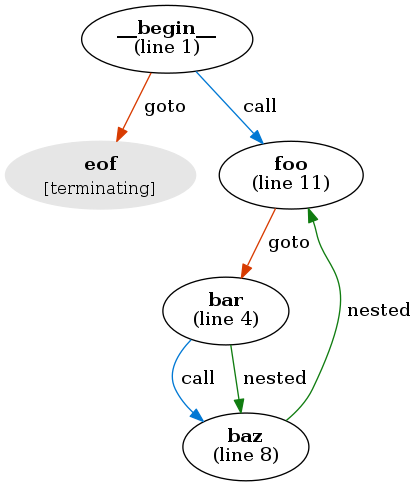 __begin__
(line 1)
goto
call
eof
[terminating]
foo
(line 11)
goto
bar
(line 4)
nested
call
nested
baz
(line 8)